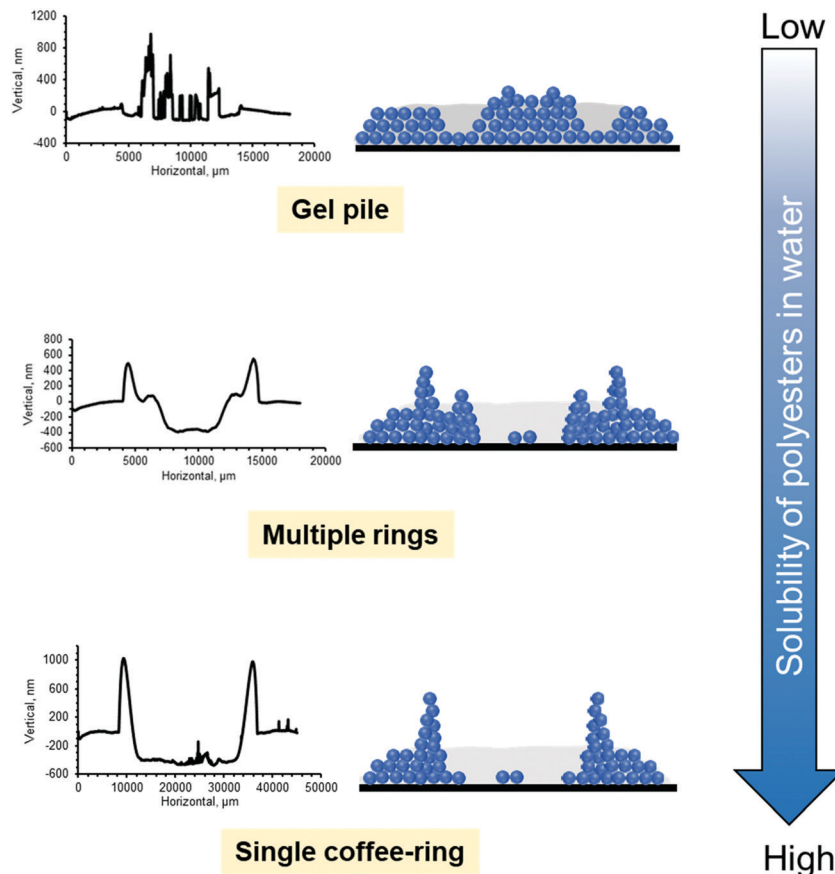 Low
1200
800
400
0
-400
Vertical, nm
0 5000 10000 15000 20000
Horizontal, µm
Gel pile
800
600
400
200
0
-200
-400
-600
Vertical, nm
0 5000 10000 15000 20000
Horizontal, µm
Multiple rings
1000
600
200
-200
-600
Vertical, nm
0 10000 20000 30000 40000 50000
Horizontal, µm
Single coffee-ring
Solubility of polyesters in water
High